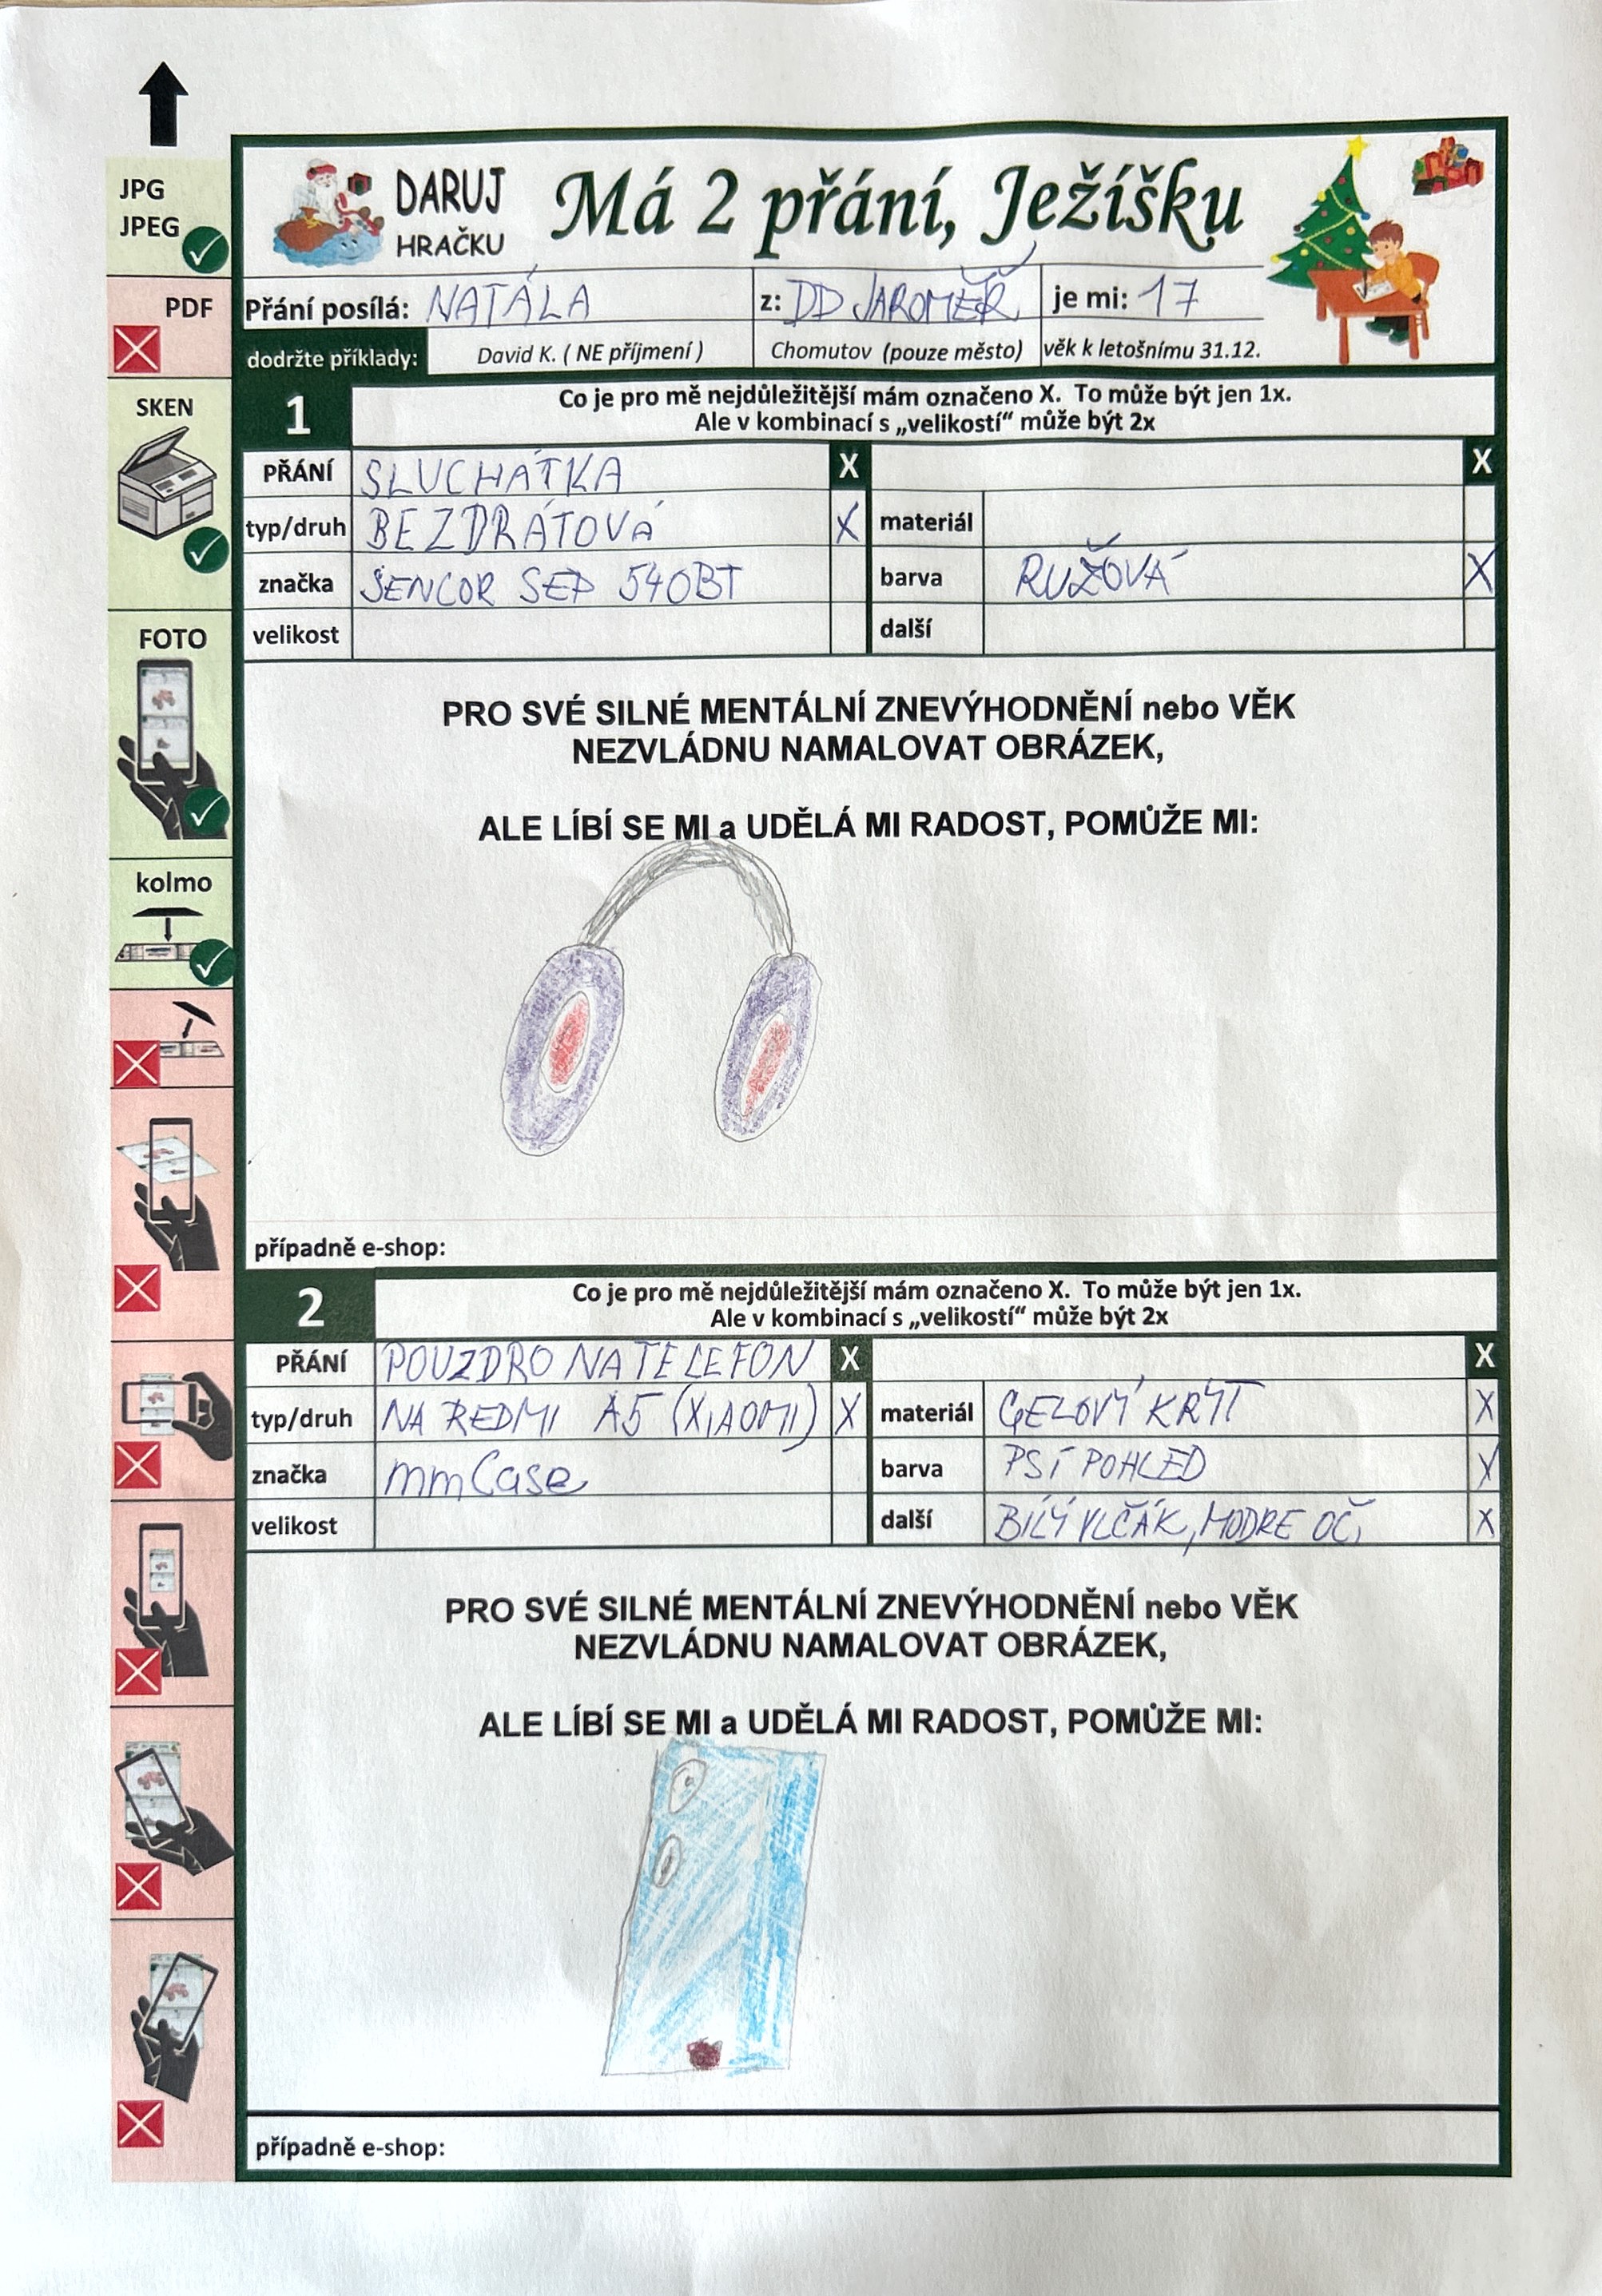 JPG
JPEG
PDF
SKEN
FOTO
kolmo
DARUJ
HRAČKU
Má 2 přání, Ježíšku
Přání posílá: NATÁLA z: DD JAROMĚŘ je mi: 17
dodržte příklady: David K. ( NE příjmení ) Chomutov (pouze město) věk k letošnímu 31.12.
1 Co je pro mě nejdůležitější mám označeno X. To může být jen 1x.
Ale v kombinací s „velikostí“ může být 2x
PŘÁNÍ SLUCHÁTKA X X
typ/druh BEZDRÁTOVÁ X materiál
značka SENCOR SEP 540BT barva RUŽOVÁ X
velikost další
PRO SVÉ SILNÉ MENTÁLNÍ ZNEVÝHODNĚNÍ nebo VĚK
NEZVLÁDNU NAMALOVAT OBRÁZEK,
ALE LÍBÍ SE MI a UDĚLÁ MI RADOST, POMŮŽE MI:
případně e-shop:
2 Co je pro mě nejdůležitější mám označeno X. To může být jen 1x.
Ale v kombinací s „velikostí“ může být 2x
PŘÁNÍ POUZDRO NA TELEFON X X
typ/druh NA REDMI A5 (XIAOMI) X materiál GELOVÝ KRYT X
značka mmCase barva PSÍ POHLED X
velikost další BÍLÝ VLČÁK, MODRE OČI X
PRO SVÉ SILNÉ MENTÁLNÍ ZNEVÝHODNĚNÍ nebo VĚK
NEZVLÁDNU NAMALOVAT OBRÁZEK,
ALE LÍBÍ SE MI a UDĚLÁ MI RADOST, POMŮŽE MI:
případně e-shop: